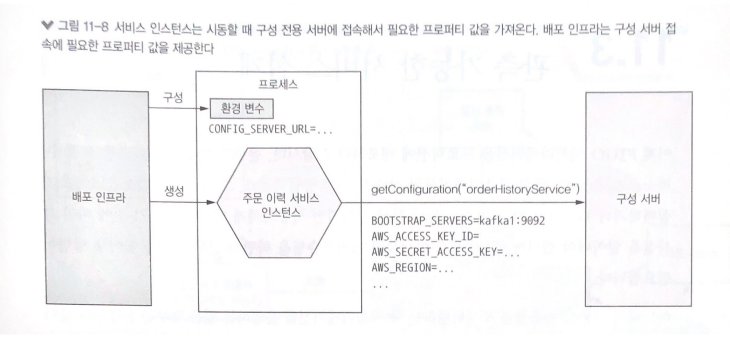 그림 11-8 서비스 인스턴스는 시동할 때 구성 전용 서버에 접속해서 필요한 프로퍼티 값을 가져온다. 배포 인프라는 구성 서버 접
속에 필요한 프로퍼티 값을 제공한다
프로세스
구성
환경 변수
CONFIG_SERVER_URL=...
배포 인프라
생성
주문 이력 서비스
인스턴스
getConfiguration("orderHistoryService")
구성 서버
BOOTSTRAP_SERVERS=kafka1:9092
AWS_ACCESS_KEY_ID=
AWS_SECRET_ACCESS_KEY=...
AWS_REGION=...
...